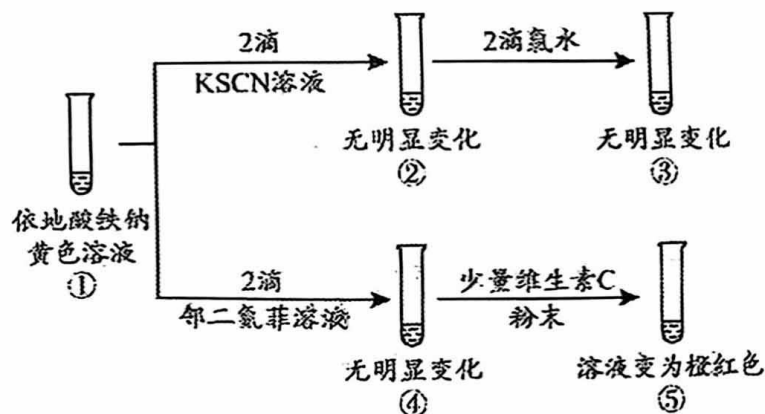 2滴
KSCN溶液
2滴氯水
无明显变化
②
无明显变化
③
依地酸铁钠
黄色溶液
①
2滴
邻二氮菲溶液
少量维生素C
粉末
无明显变化
④
溶液变为橙红色
⑤